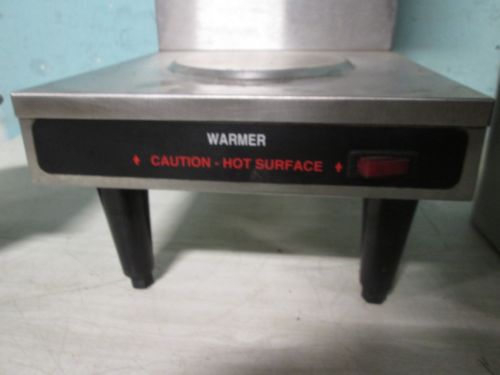 WARMER
CAUTION - HOT SURFACE